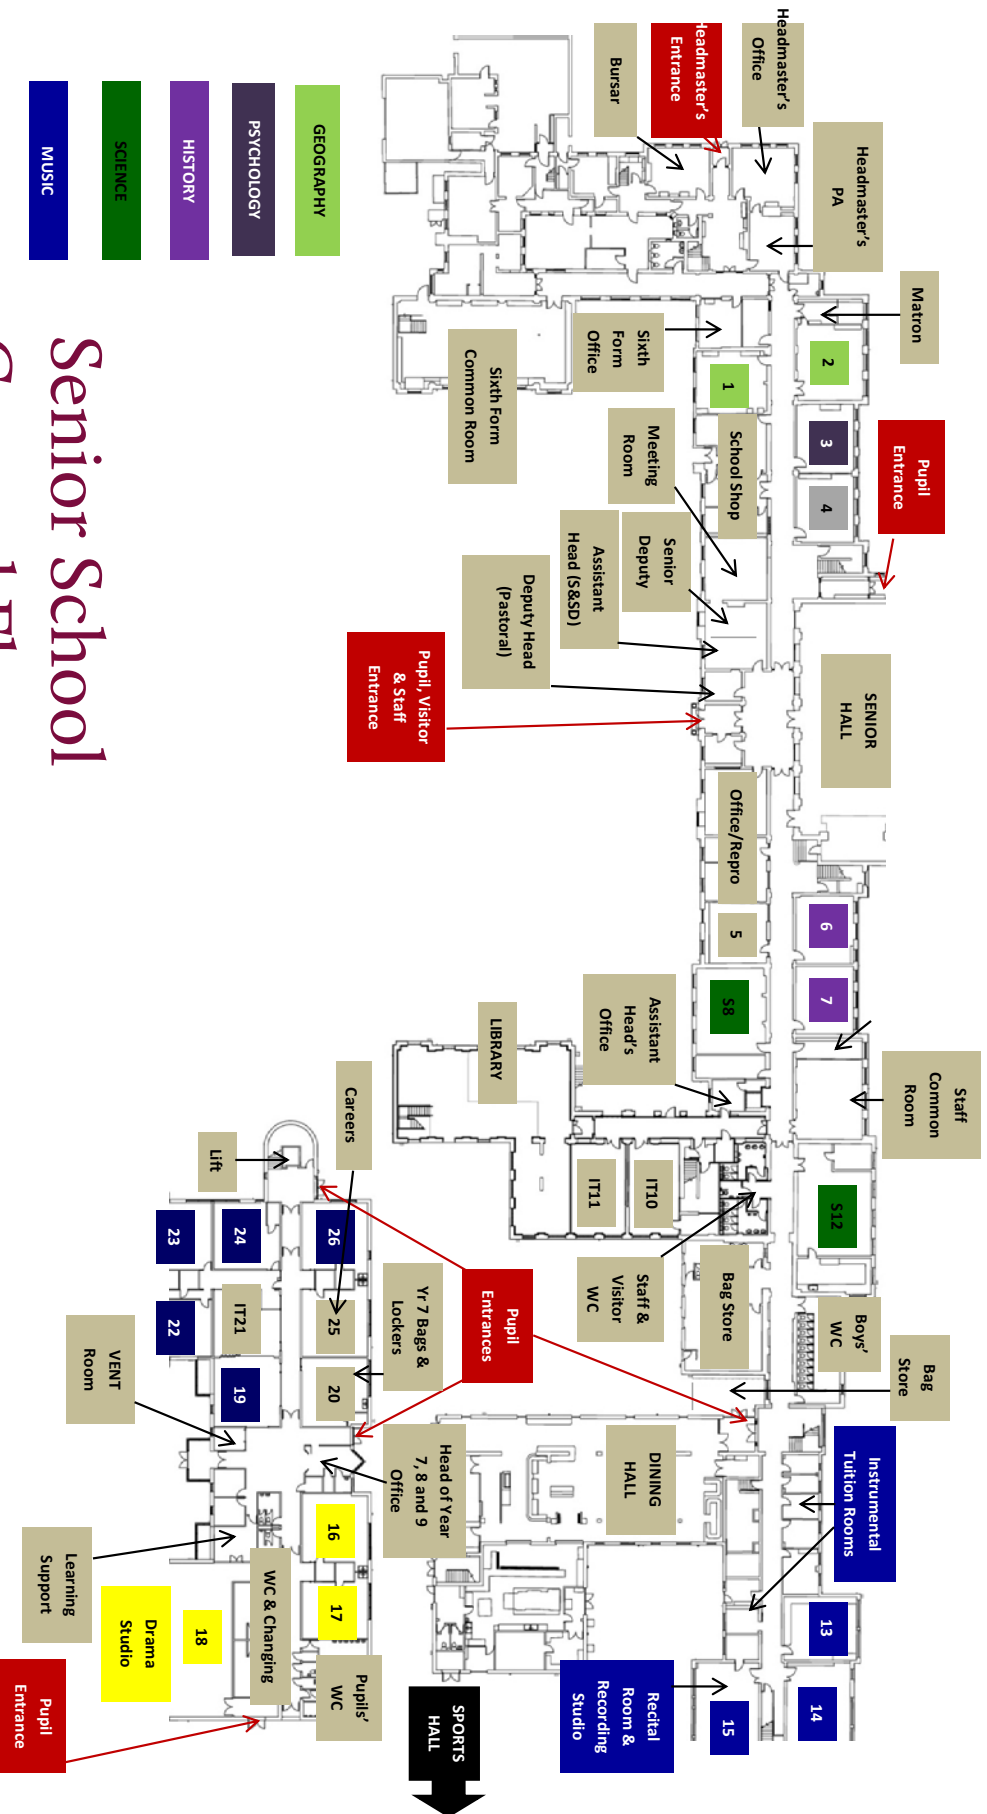 Headmaster's
Office
Headmaster's
Entrance
Bursar
Headmaster's
PA
Matron
Sixth
Form
Office
Sixth Form
Common Room
2
1
3
4
School Shop
Meeting
Room
Pupil
Entrance
Senior
Deputy
Assistant
Head (S&SD)
Deputy Head
(Pastoral)
Pupil, Visitor
& Staff
Entrance
SENIOR
HALL
Office/Repro
5
6
7
S8
Staff
Common
Room
Assistant
Head's
Office
LIBRARY
IT11
IT10
S12
Staff &
Visitor
WC
Bag Store
Boys'
WC
Bag
Store
Pupil
Entrances
DINING
HALL
Instrumental
Tuition Rooms
13
14
15
Recital
Room &
Recording
Studio
SPORTS
HALL
Careers
Lift
26
24
23
25
IT21
22
Yr 7 Bags &
Lockers
20
19
VENT
Room
Head of Year
7, 8 and 9
Office
16
17
WC & Changing
Pupils'
WC
18
Learning
Support
Drama
Studio
Pupil
Entrance
GEOGRAPHY
PSYCHOLOGY
HISTORY
SCIENCE
MUSIC
Senior School